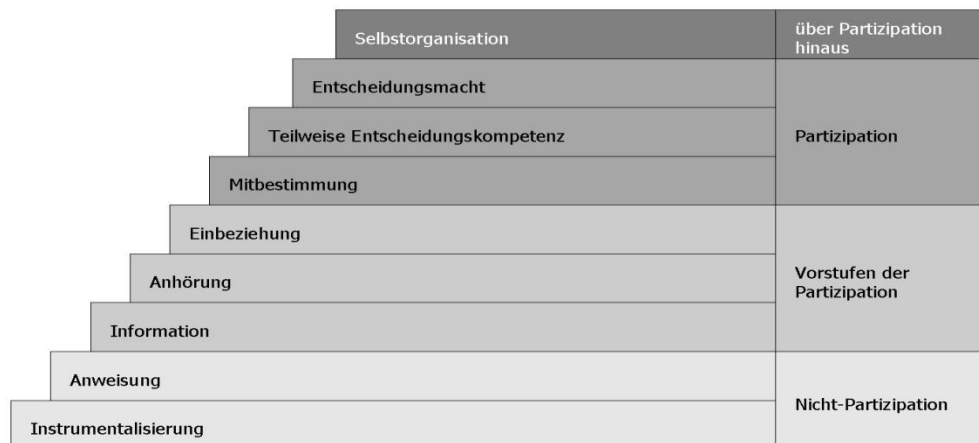 Selbstorganisation
über Partizipation
hinaus
Entscheidungsmacht
Teilweise Entscheidungskompetenz
Partizipation
Mitbestimmung
Einbeziehung
Anhörung
Vorstufen der
Partizipation
Information
Anweisung
Nicht-Partizipation
Instrumentalisierung